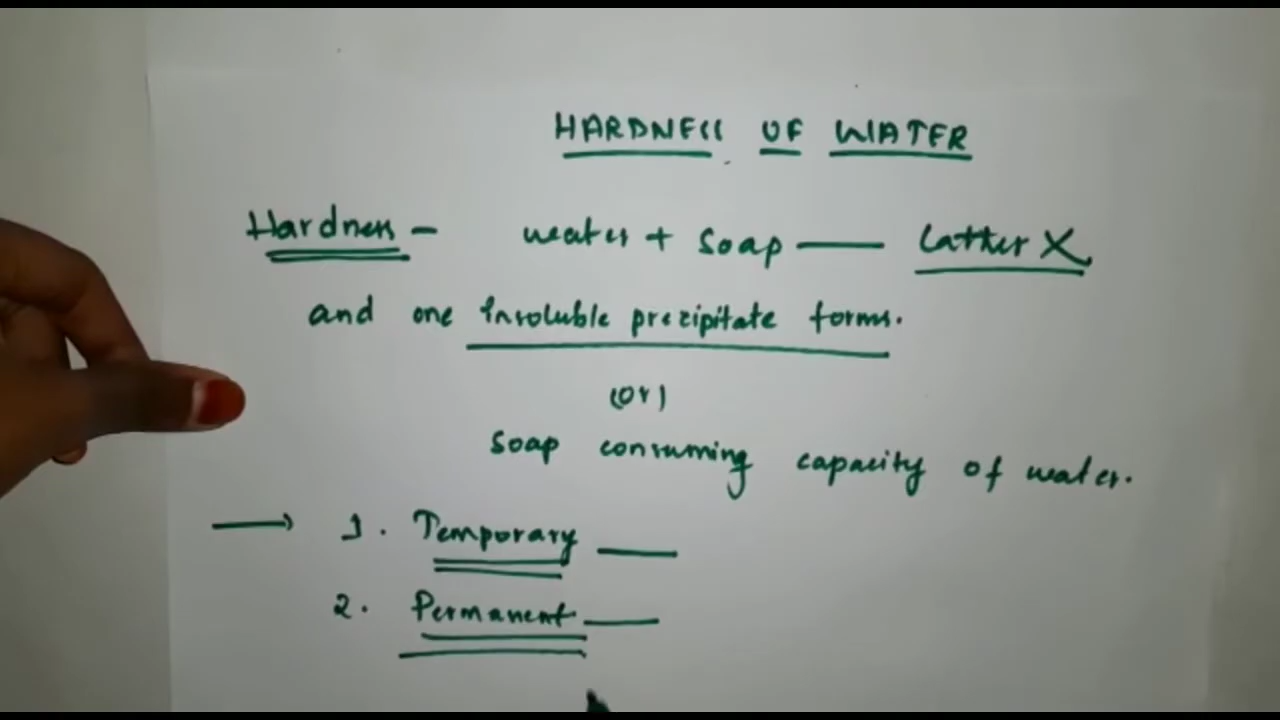 HARDNESS OF WATER
Hardness - water + soap — Lather X
and one insoluble precipitate forms.
(or)
soap consuming capacity of water.
→ 1. Temporary —
2. Permanent —